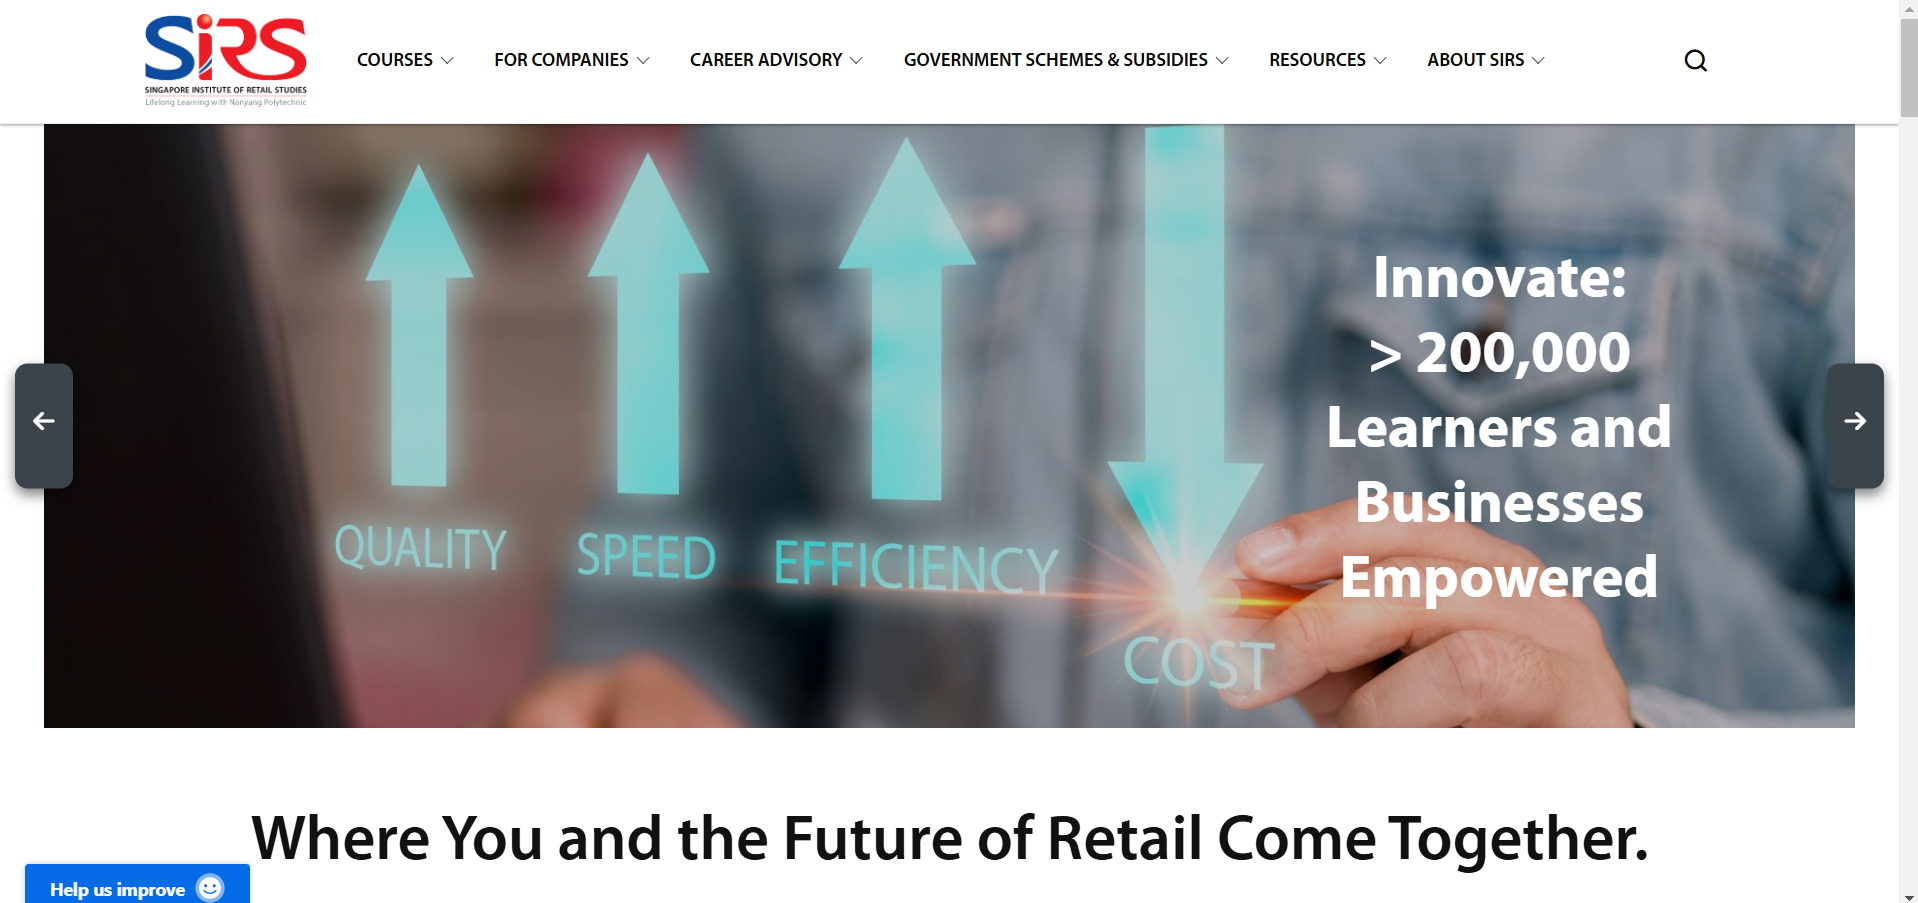 SiRS
SINGAPORE INSTITUTE OF RETAIL STUDIES
Lifelong Learning with Nanyang Polytechnic
COURSES
FOR COMPANIES
CAREER ADVISORY
GOVERNMENT SCHEMES & SUBSIDIES
RESOURCES
ABOUT SIRS
Innovate:
> 200,000
Learners and
Businesses
Empowered
QUALITY
SPEED
EFFICIENCY
COST
Where You and the Future of Retail Come Together.
Help us improve